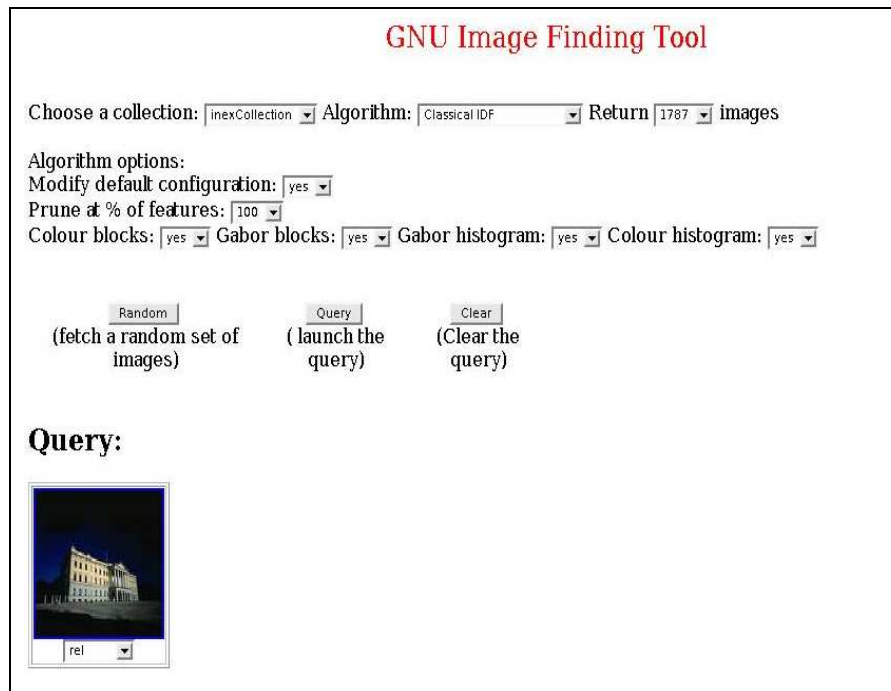 GNU Image Finding Tool
Choose a collection: inexCollection Algorithm: Classical IDF Return 1787 images
Algorithm options:
Modify default configuration: yes
Prune at % of features: 100
Colour blocks: yes Gabor blocks: yes Gabor histogram: yes Colour histogram: yes
Random Query Clear
(fetch a random set of ( launch the (Clear the
images) query) query)
Query:
rel